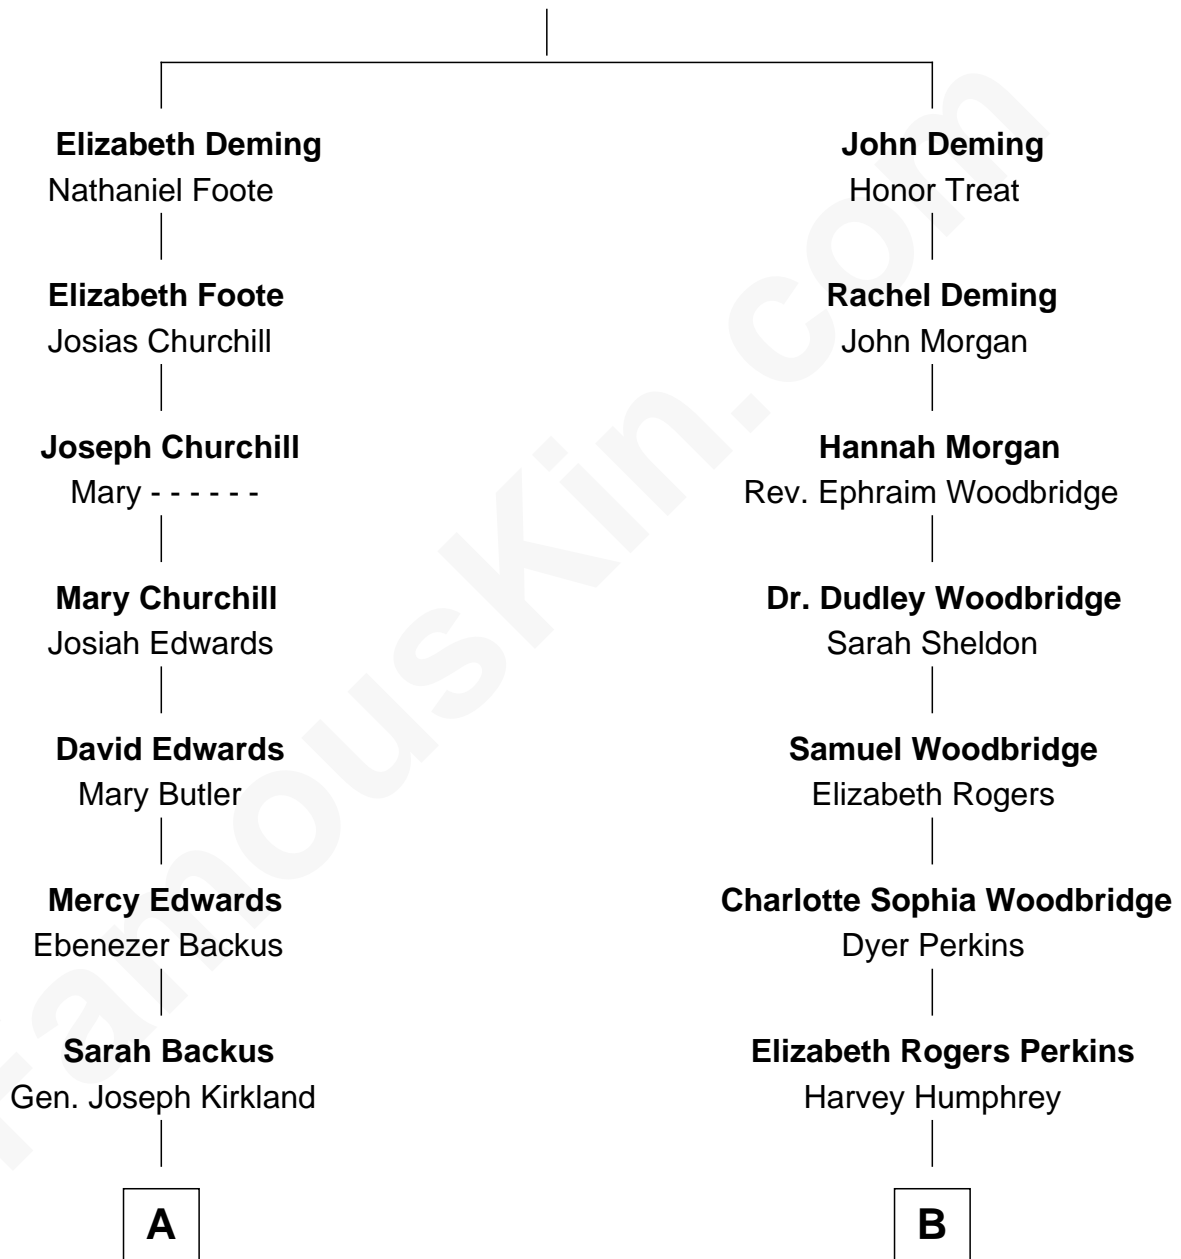 Elizabeth Deming
Nathaniel Foote
Elizabeth Foote
Josias Churchill
Joseph Churchill
Mary - - - - - -
Mary Churchill
Josiah Edwards
David Edwards
Mary Butler
Mercy Edwards
Ebenezer Backus
Sarah Backus
Gen. Joseph Kirkland
A
John Deming
Honor Treat
Rachel Deming
John Morgan
Hannah Morgan
Rev. Ephraim Woodbridge
Dr. Dudley Woodbridge
Sarah Sheldon
Samuel Woodbridge
Elizabeth Rogers
Charlotte Sophia Woodbridge
Dyer Perkins
Elizabeth Rogers Perkins
Harvey Humphrey
B
FamousKin.com